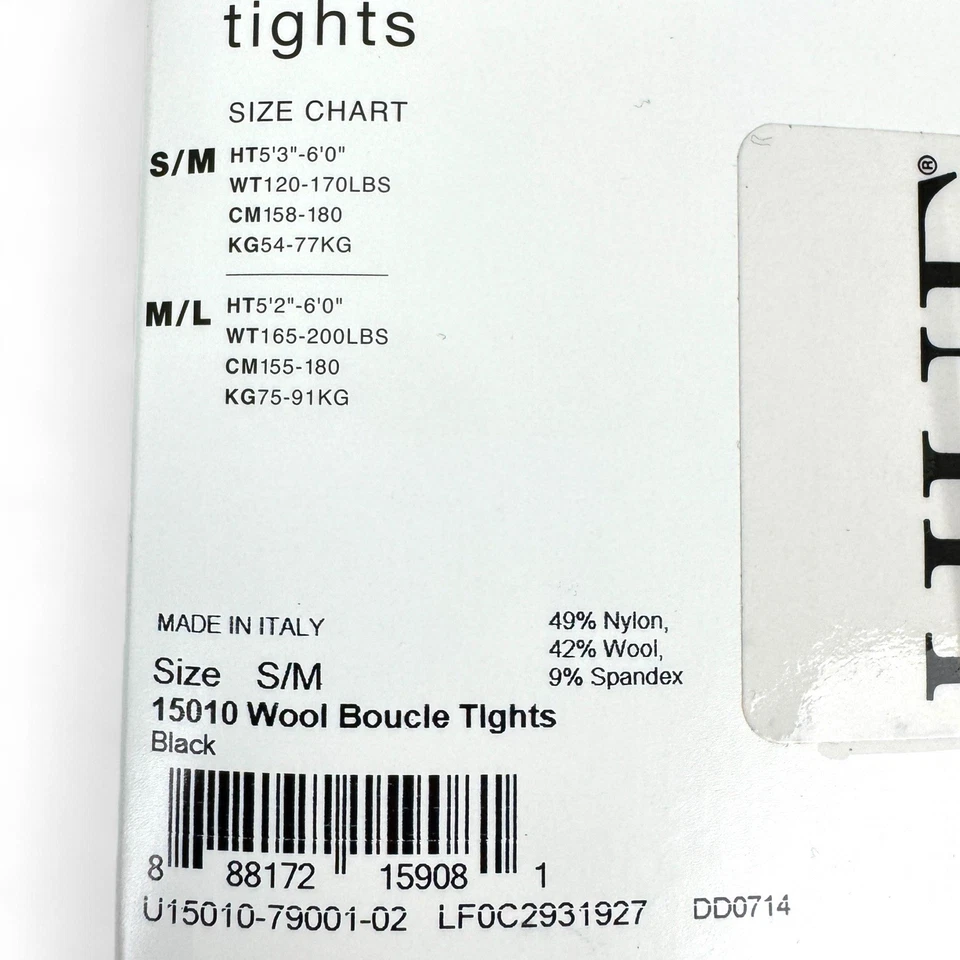 tights
SIZE CHART
S/M
HT5'3"-6'0"
WT120-170LBS
CM158-180
KG54-77KG
M/L
HT5'2"-6'0"
WT165-200LBS
CM155-180
KG75-91KG
MADE IN ITALY
49% Nylon,
42% Wool,
9% Spandex
Size S/M
15010 Wool Boucle TIghts
Black
8 88172 15908 1
U15010-79001-02 LF0C2931927 DD0714
®